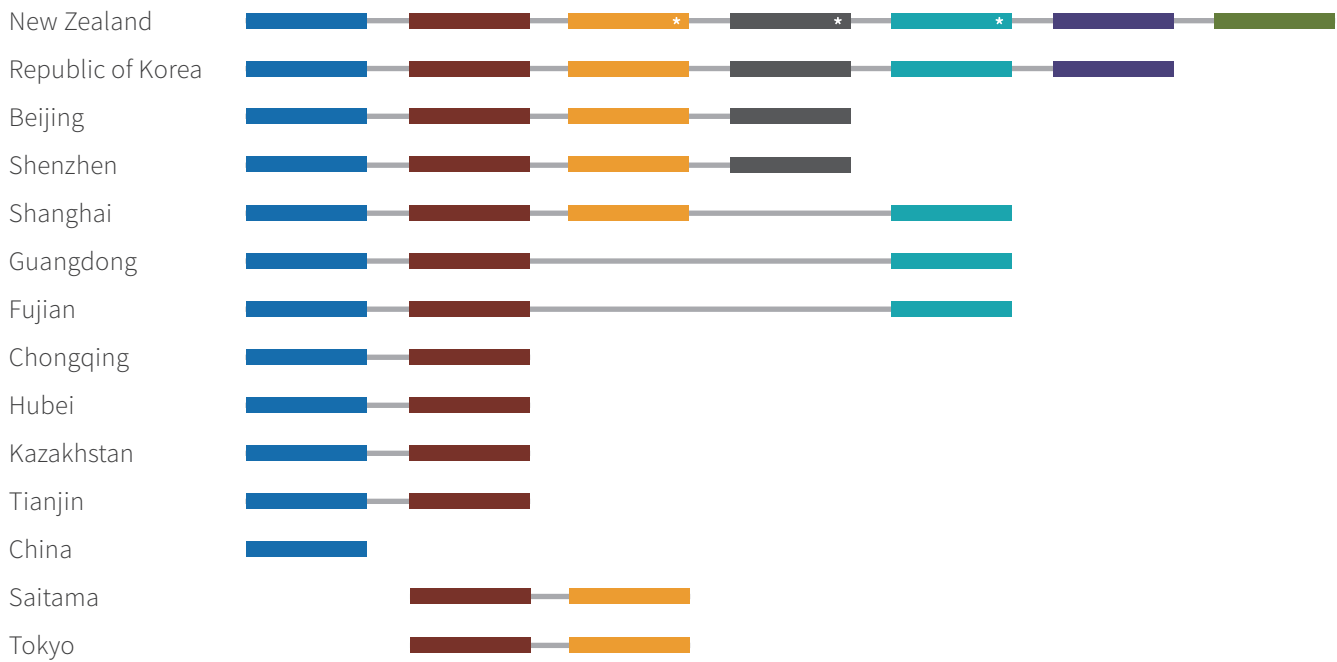 New Zealand * * *
Republic of Korea
Beijing
Shenzhen
Shanghai
Guangdong
Fujian
Chongqing
Hubei
Kazakhstan
Tianjin
China
Saitama
Tokyo